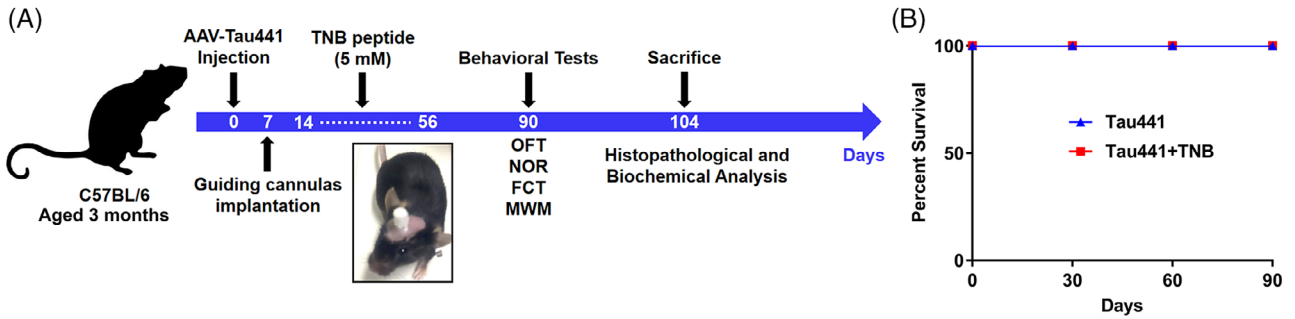 (A)
AAV-Tau441
Injection
TNB peptide
(5 mM)
Behavioral Tests
Sacrifice
0 7 14 56 90 104
Days
Guiding cannulas
implantation
OFT
NOR
FCT
MWM
Histopathological and
Biochemical Analysis
C57BL/6
Aged 3 months
(B)
Percent Survival
100
50
0
Tau441
Tau441+TNB
0 30 60 90
Days